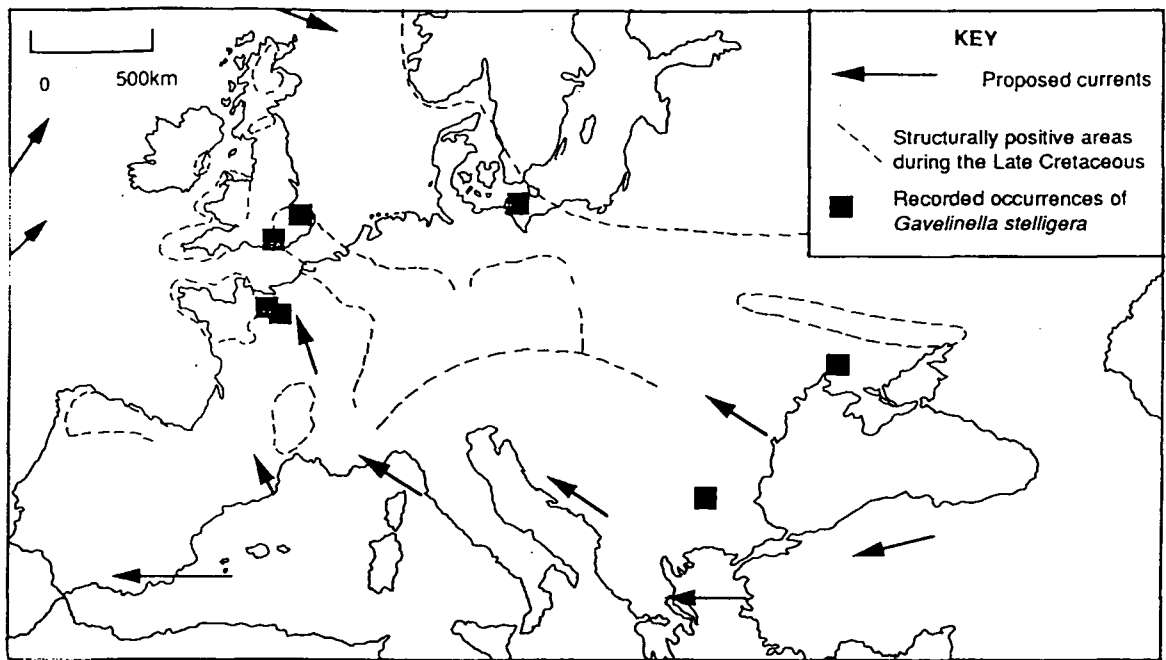 0 500km
KEY
Proposed currents
Structurally positive areas
during the Late Cretaceous
Recorded occurrences of
Gavelinella stelligera